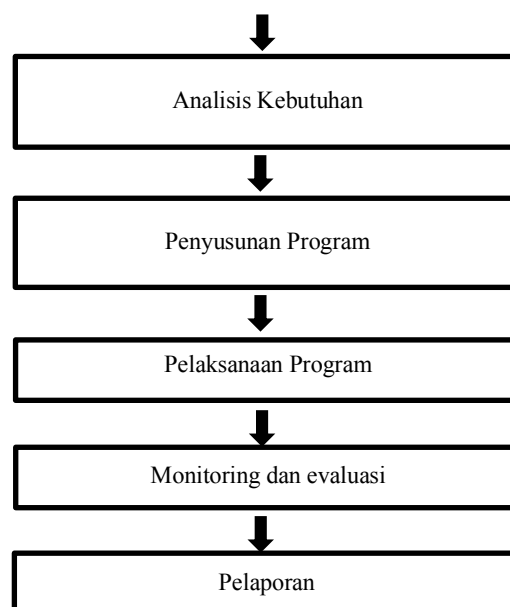 Analisis Kebutuhan
Penyusunan Program
Pelaksanaan Program
Monitoring dan evaluasi
Pelaporan